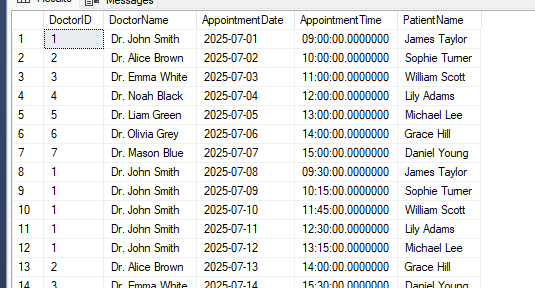 Results Messages
DoctorID DoctorName AppointmentDate AppointmentTime PatientName
1 1 Dr. John Smith 2025-07-01 09:00:00.0000000 James Taylor
2 2 Dr. Alice Brown 2025-07-02 10:00:00.0000000 Sophie Turner
3 3 Dr. Emma White 2025-07-03 11:00:00.0000000 William Scott
4 4 Dr. Noah Black 2025-07-04 12:00:00.0000000 Lily Adams
5 5 Dr. Liam Green 2025-07-05 13:00:00.0000000 Michael Lee
6 6 Dr. Olivia Grey 2025-07-06 14:00:00.0000000 Grace Hill
7 7 Dr. Mason Blue 2025-07-07 15:00:00.0000000 Daniel Young
8 1 Dr. John Smith 2025-07-08 09:30:00.0000000 James Taylor
9 1 Dr. John Smith 2025-07-09 10:15:00.0000000 Sophie Turner
10 1 Dr. John Smith 2025-07-10 11:45:00.0000000 William Scott
11 1 Dr. John Smith 2025-07-11 12:30:00.0000000 Lily Adams
12 1 Dr. John Smith 2025-07-12 13:15:00.0000000 Michael Lee
13 2 Dr. Alice Brown 2025-07-13 14:00:00.0000000 Grace Hill
14 3 Dr. Emma White 2025-07-14 15:30:00.0000000 Daniel Young